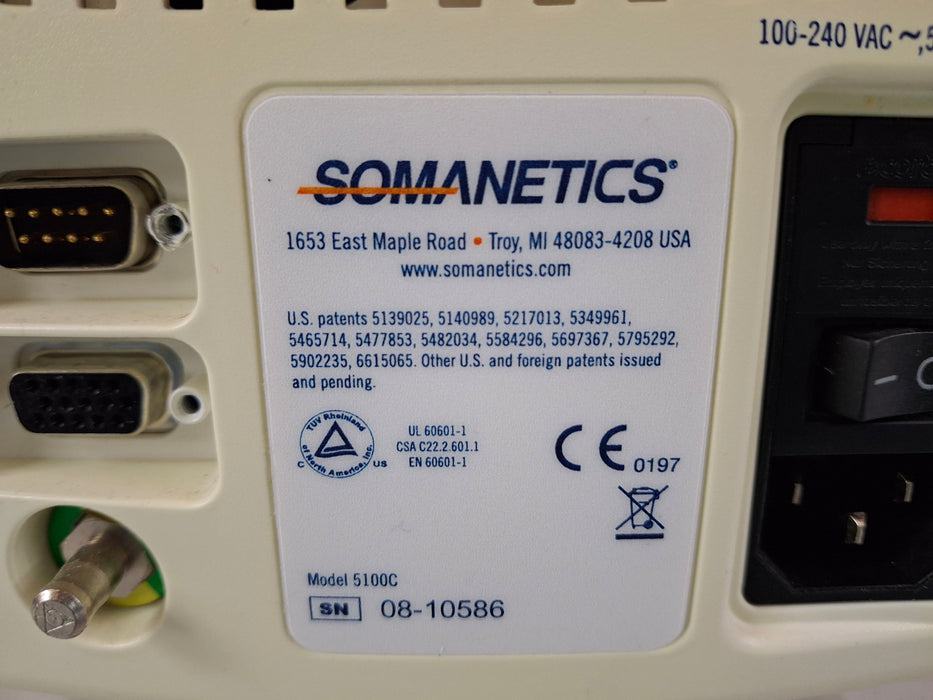 100-240 VAC ~,5
SOMANETICS®
1653 East Maple Road • Troy, MI 48083-4208 USA
www.somanetics.com
U.S. patents 5139025, 5140989, 5217013, 5349961,
5465714, 5477853, 5482034, 5584296, 5697367, 5795292,
5902235, 6615065. Other U.S. and foreign patents issued
and pending.
TUV Rheinland
of North America, Inc.
C US
UL 60601-1
CSA C22.2.601.1
EN 60601-1
CE 0197
Model 5100C
SN 08-10586